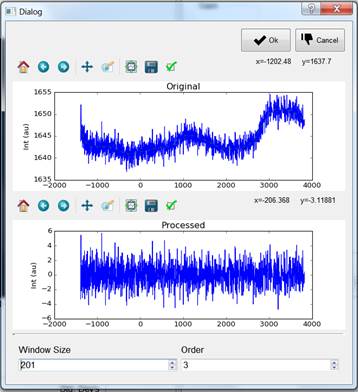 Dialog
Ok
Cancel
x=-1202.48 y=1637.7
Original
1655
1650
1645
1640
1635
Int (au)
−2000 −1000 0 1000 2000 3000 4000
x=-206.368 y=-3.11881
Processed
6
4
2
0
−2
−4
−6
Int (au)
−2000 −1000 0 1000 2000 3000 4000
Window Size Order
201 3